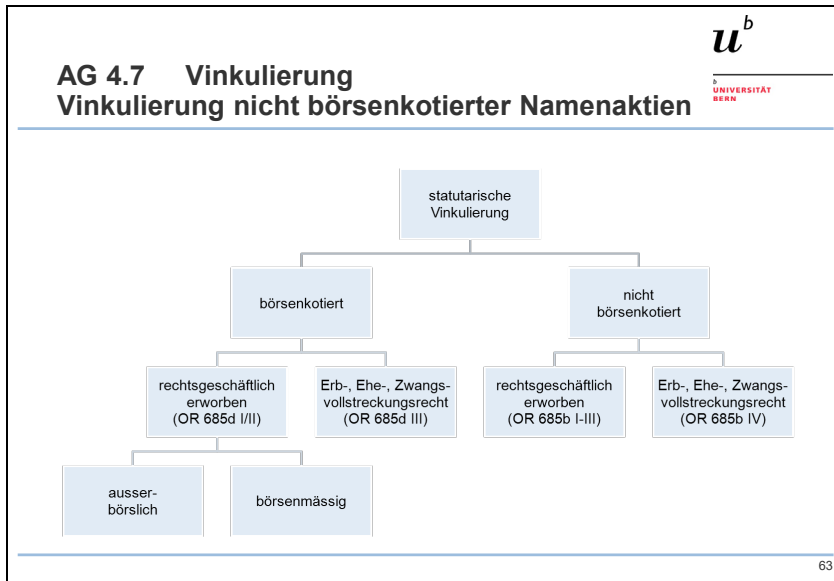 u^b
b
UNIVERSITÄT
BERN
AG 4.7 Vinkulierung
Vinkulierung nicht börsenkotierter Namenaktien
statutarische
Vinkulierung
börsenkotiert
nicht
börsenkotiert
rechtsgeschäftlich
erworben
(OR 685d I/II)
Erb-, Ehe-, Zwangs-
vollstreckungsrecht
(OR 685d III)
rechtsgeschäftlich
erworben
(OR 685b I-III)
Erb-, Ehe-, Zwangs-
vollstreckungsrecht
(OR 685b IV)
ausser-
börslich
börsenmässig
63